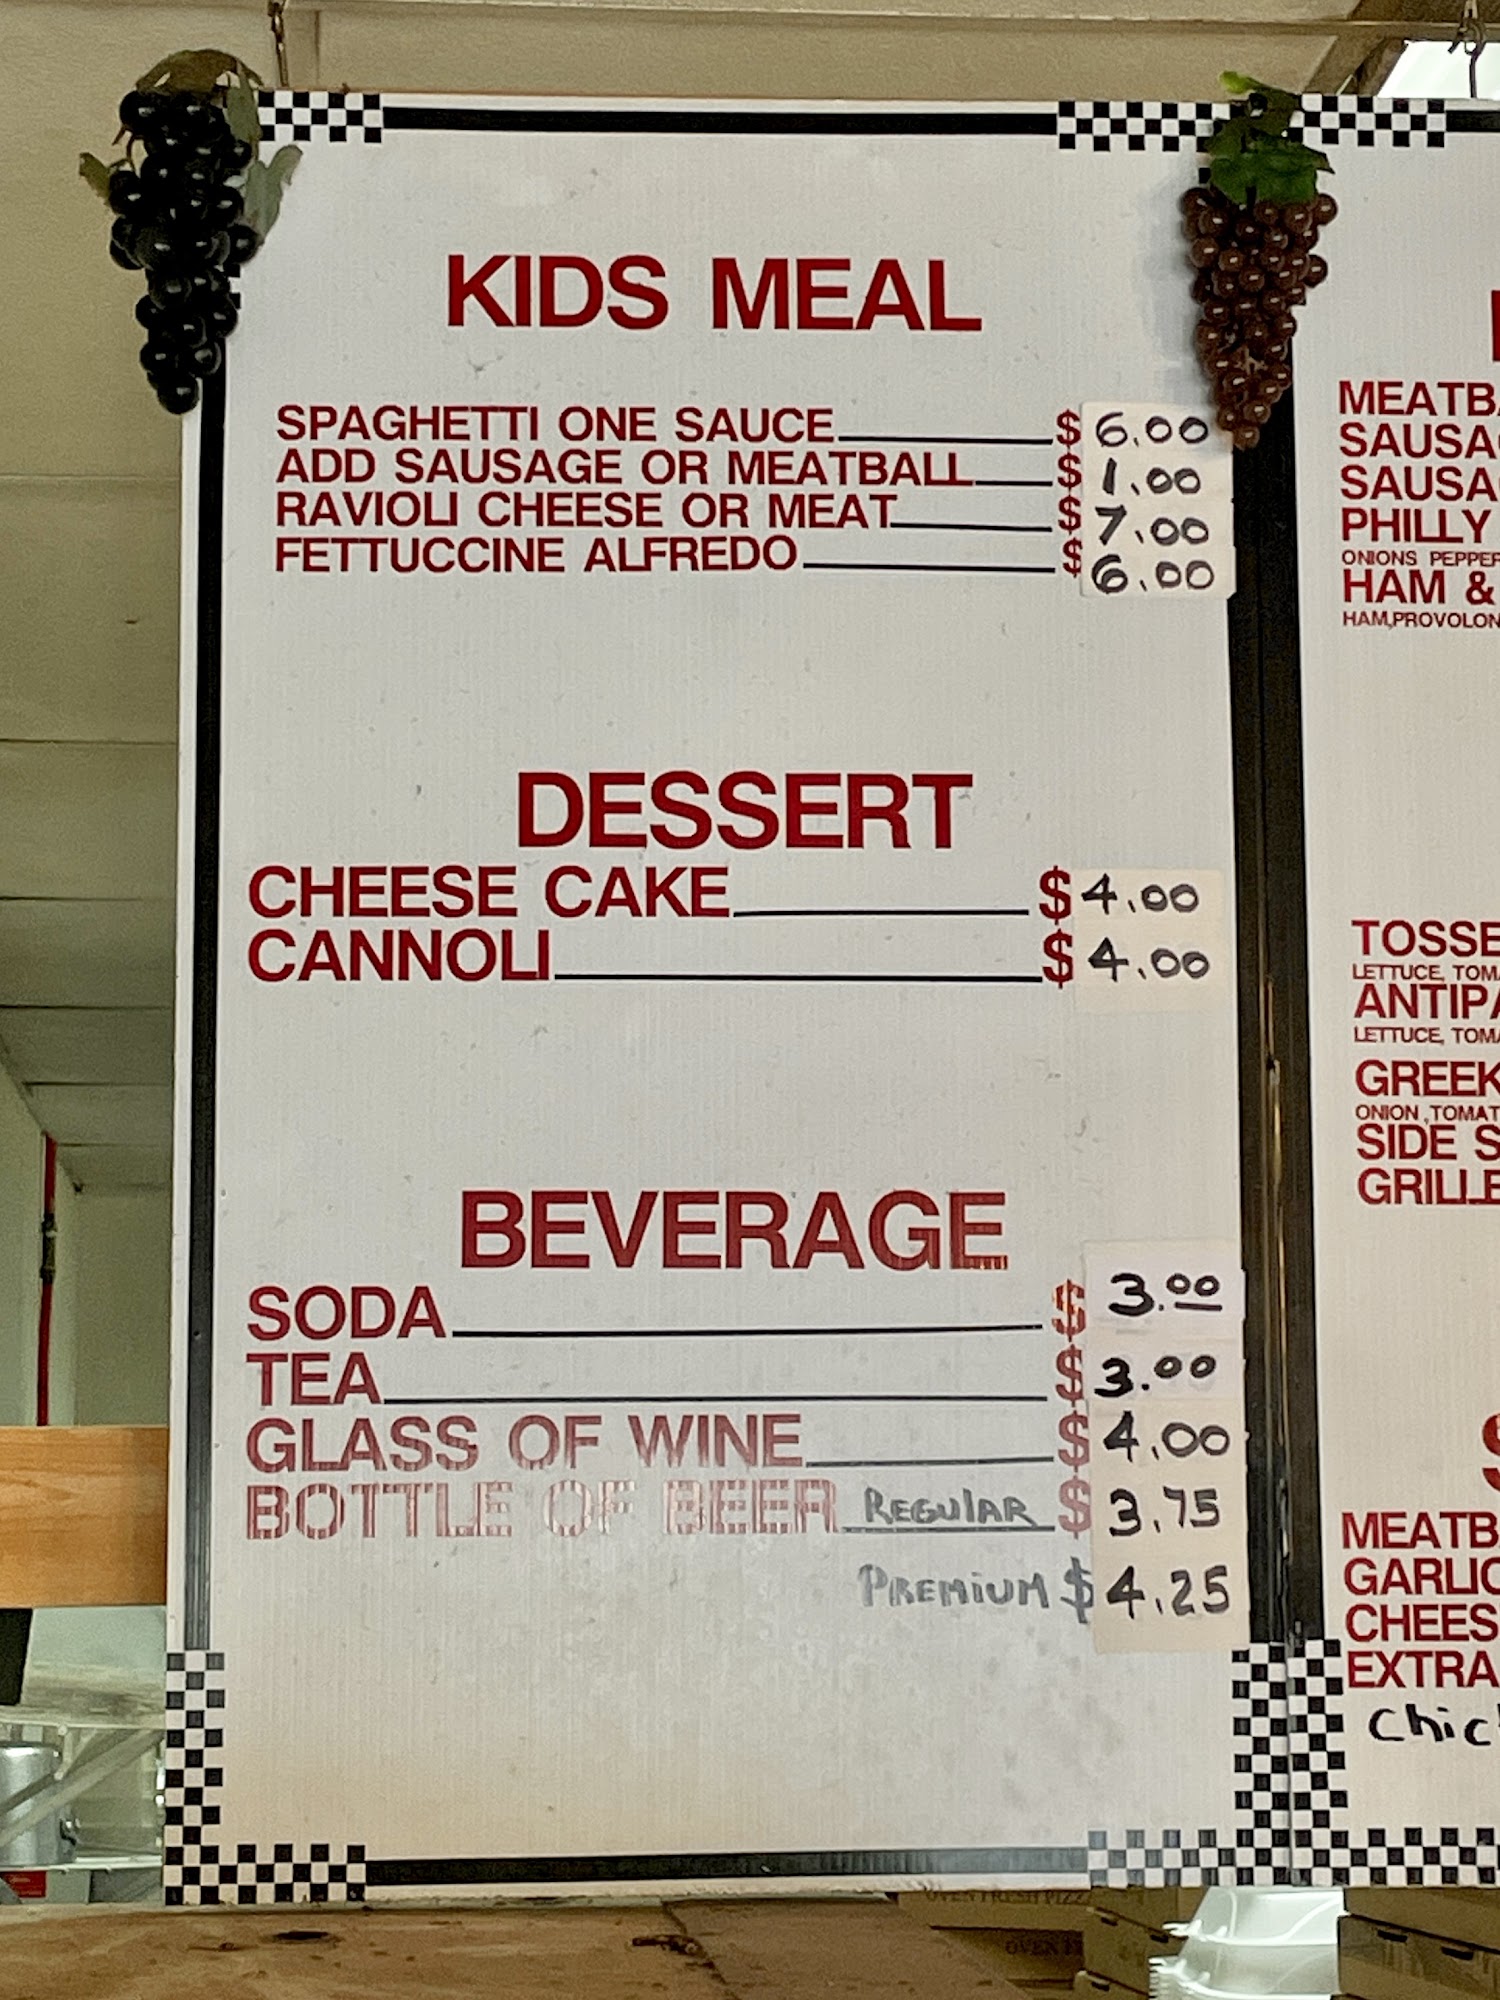 KIDS MEAL
SPAGHETTI ONE SAUCE $ 6.00
ADD SAUSAGE OR MEATBALL $ 1.00
RAVIOLI CHEESE OR MEAT $ 7.00
FETTUCCINE ALFREDO $ 6.00
DESSERT
CHEESE CAKE $ 4.00
CANNOLI $ 4.00
BEVERAGE
SODA $ 3.00
TEA $ 3.00
GLASS OF WINE $ 4.00
BOTTLE OF BEER REGULAR $ 3.75
PREMIUM $ 4.25
MEATB
SAUSA
SAUSA
PHILLY
ONIONS PEPPER
HAM &
HAM,PROVOLON
TOSSE
LETTUCE, TOMA
ANTIPA
LETTUCE, TOMA
GREEK
ONION ,TOMAT
SIDE S
GRILLE
MEATB
GARLIC
CHEES
EXTRA
Chic
OVEN FRESH PIZZ